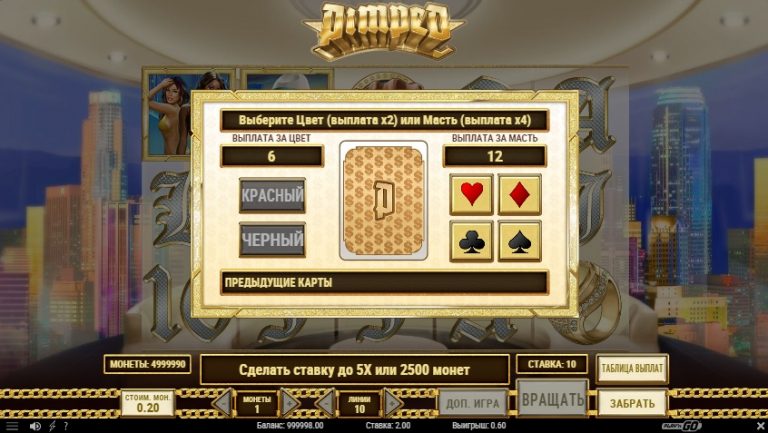 PIMPED
Выберите Цвет (выплата x2) или Масть (выплата x4)
ВЫПЛАТА ЗА ЦВЕТ
ВЫПЛАТА ЗА МАСТЬ
6
12
КРАСНЫЙ
P
ЧЕРНЫЙ
ПРЕДЫДУЩИЕ КАРТЫ
МОНЕТЫ: 4999990
Сделать ставку до 5X или 2500 монет
СТАВКА: 10
ТАБЛИЦА ВЫПЛАТ
СТОИМ. МОН.
0.20
МОНЕТЫ
1
ЛИНИИ
10
ДОП. ИГРА
ВРАЩАТЬ
ЗАБРАТЬ
Баланс: 999998.00
Ставка: 2.00
Выигрыш: 0.60
PLAY'N GO